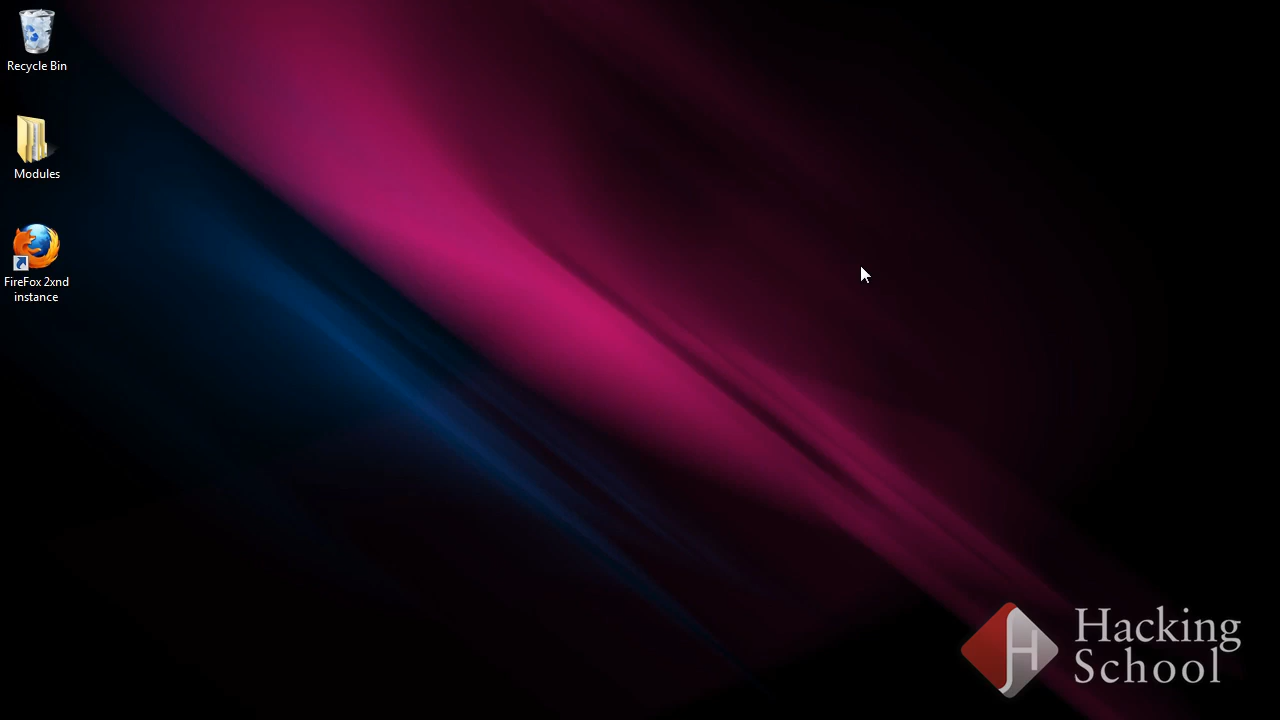 Recycle Bin
Modules
FireFox 2xnd
instance
Hacking
School